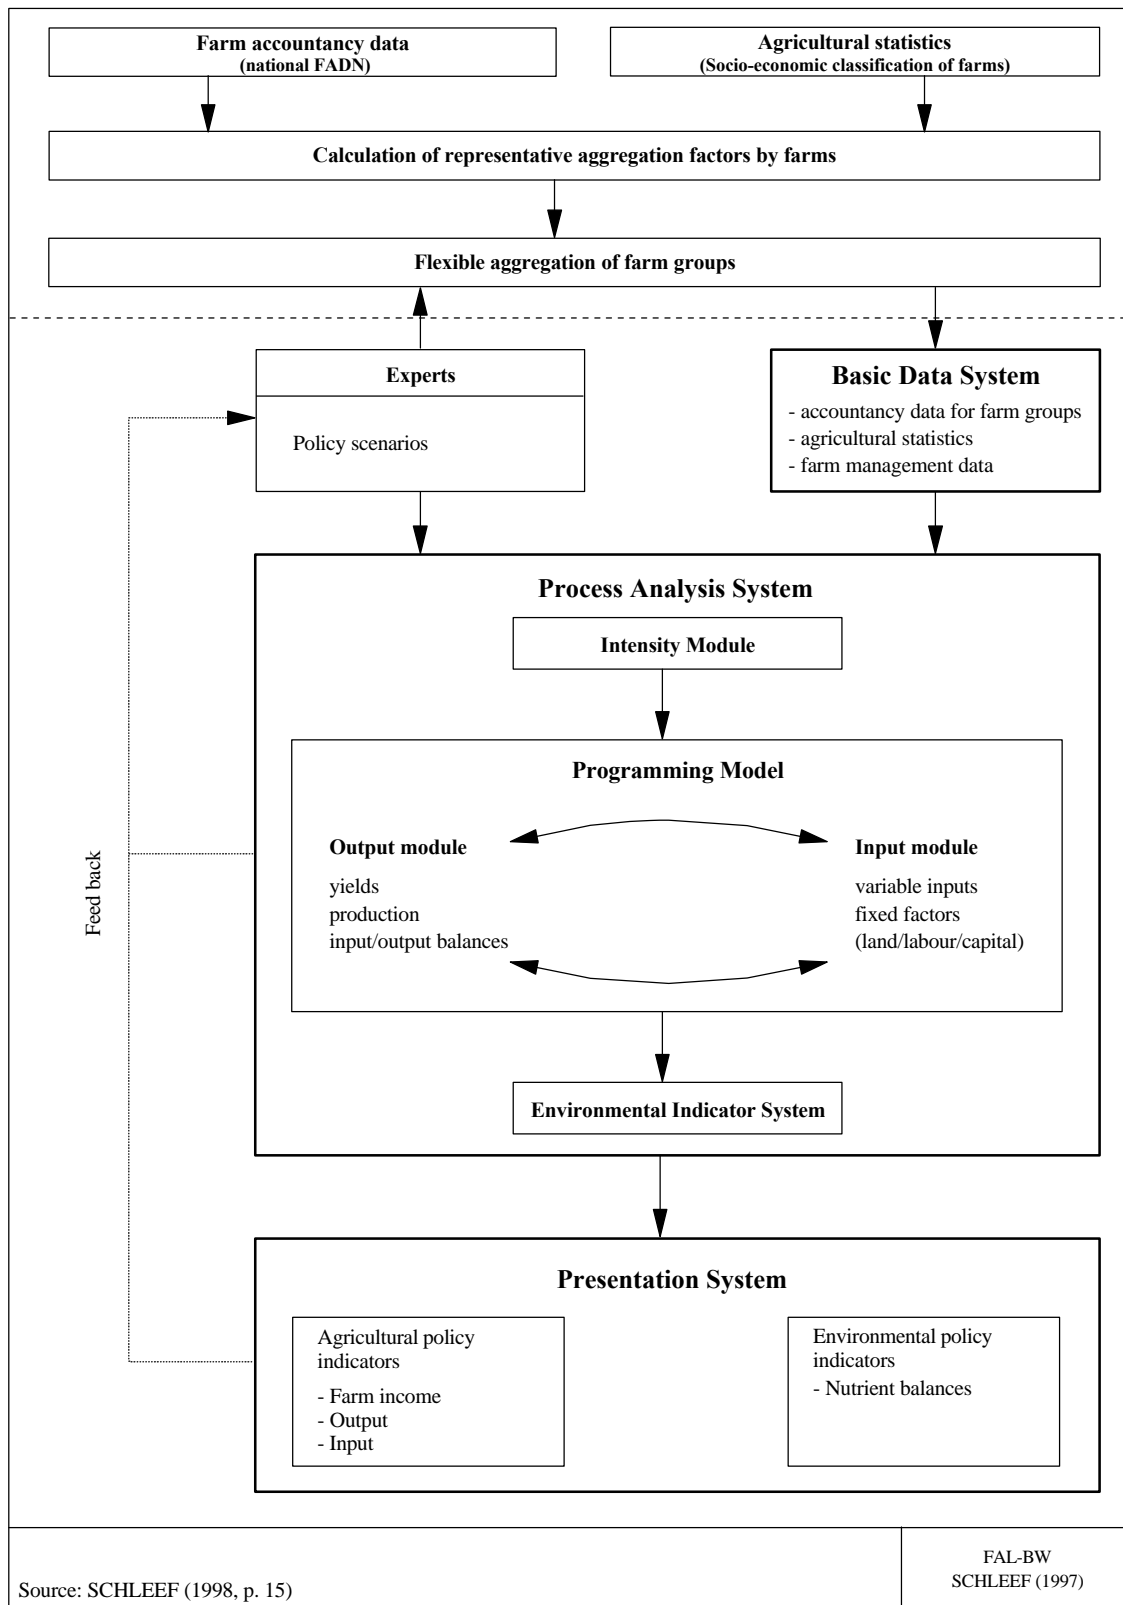 Farm accountancy data
(national FADN)
Agricultural statistics
(Socio-economic classification of farms)
Calculation of representative aggregation factors by farms
Flexible aggregation of farm groups
Experts
Policy scenarios
Basic Data System
- accountancy data for farm groups
- agricultural statistics
- farm management data
Feed back
Process Analysis System
Intensity Module
Programming Model
Output module
yields
production
input/output balances
Input module
variable inputs
fixed factors
(land/labour/capital)
Environmental Indicator System
Presentation System
Agricultural policy
indicators
- Farm income
- Output
- Input
Environmental policy
indicators
- Nutrient balances
Source: SCHLEEF (1998, p. 15)
FAL-BW
SCHLEEF (1997)